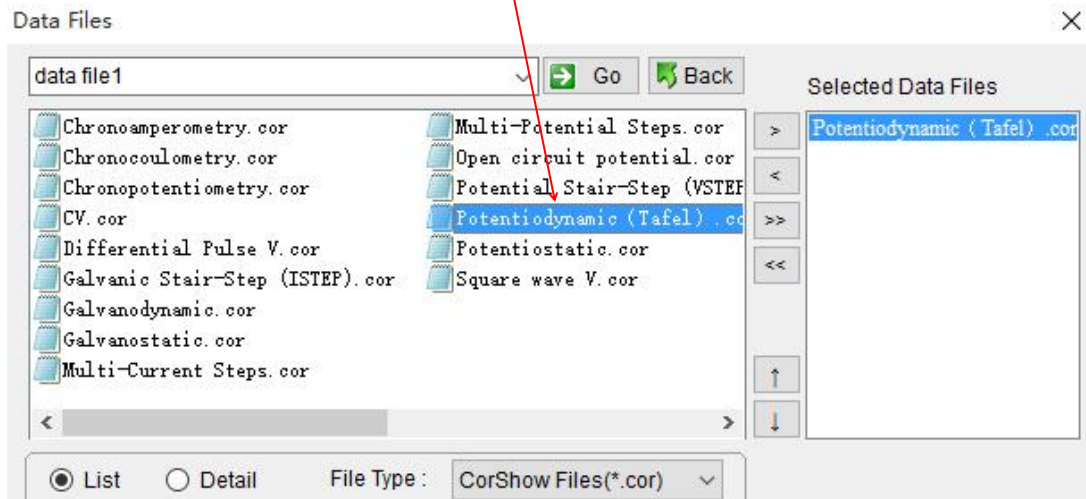 Data Files
data file1
Go
Back
Selected Data Files
Chronoamperometry.cor
Chronocoulometry.cor
Chronopotentiometry.cor
CV.cor
Differential Pulse V.cor
Galvanic Stair-Step (ISTEP).cor
Galvanodynamic.cor
Galvanostatic.cor
Multi-Current Steps.cor
Multi-Potential Steps.cor
Open circuit potential.cor
Potential Stair-Step (VSTEP
Potentiodynamic (Tafel) .co
Potentiostatic.cor
Square wave V.cor
>
<
>>
<<
↑
↓
Potentiodynamic (Tafel) .cor
List
Detail
File Type :
CorShow Files(*.cor)